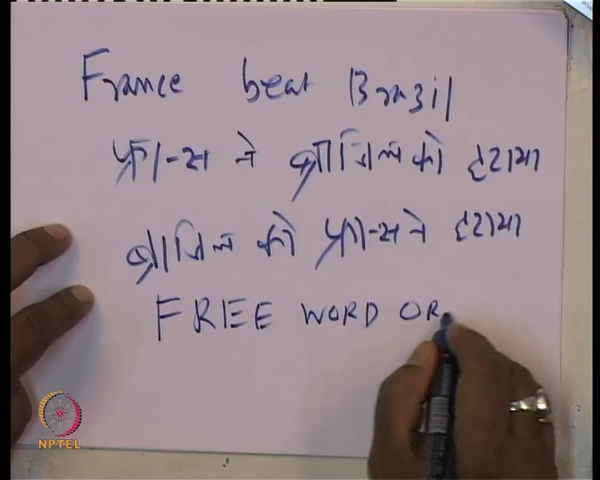 France beat Brazil
फ्रान्स ने ब्राजिल को हराया
ब्राजिल को फ्रान्स ने हराया
FREE WORD OR
NPTEL